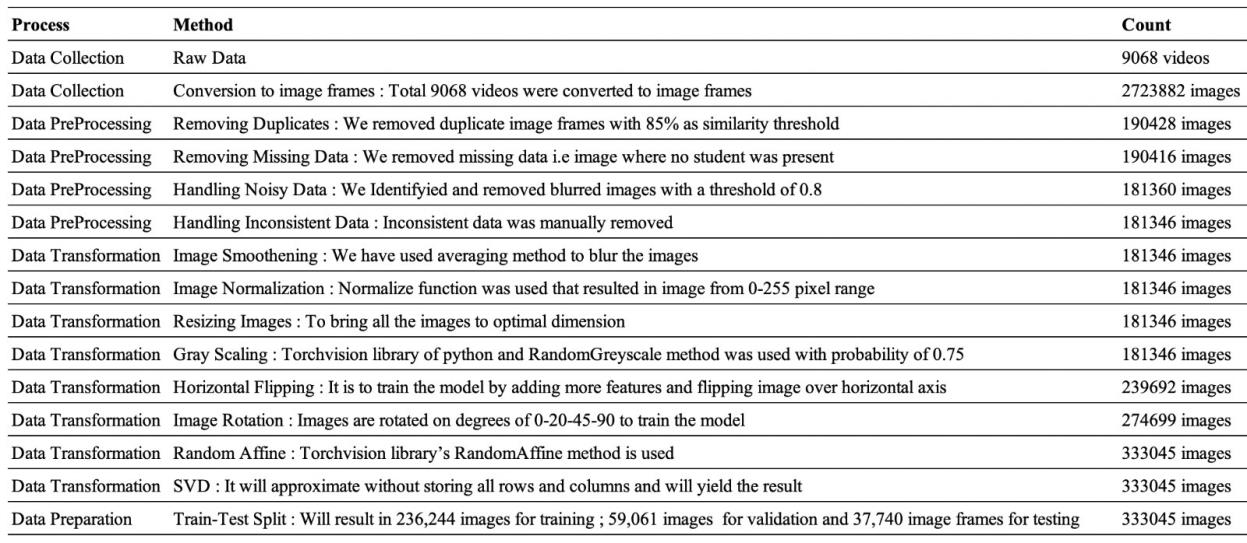 Process Method Count
Data Collection Raw Data 9068 videos
Data Collection Conversion to image frames : Total 9068 videos were converted to image frames 2723882 images
Data PreProcessing Removing Duplicates : We removed duplicate image frames with 85% as similarity threshold 190428 images
Data PreProcessing Removing Missing Data : We removed missing data i.e image where no student was present 190416 images
Data PreProcessing Handling Noisy Data : We Identifyied and removed blurred images with a threshold of 0.8 181360 images
Data PreProcessing Handling Inconsistent Data : Inconsistent data was manually removed 181346 images
Data Transformation Image Smoothening : We have used averaging method to blur the images 181346 images
Data Transformation Image Normalization : Normalize function was used that resulted in image from 0-255 pixel range 181346 images
Data Transformation Resizing Images : To bring all the images to optimal dimension 181346 images
Data Transformation Gray Scaling : Torchvision library of python and RandomGreyscale method was used with probability of 0.75 181346 images
Data Transformation Horizontal Flipping : It is to train the model by adding more features and flipping image over horizontal axis 239692 images
Data Transformation Image Rotation : Images are rotated on degrees of 0-20-45-90 to train the model 274699 images
Data Transformation Random Affine : Torchvision library’s RandomAffine method is used 333045 images
Data Transformation SVD : It will approximate without storing all rows and columns and will yield the result 333045 images
Data Preparation Train-Test Split : Will result in 236,244 images for training ; 59,061 images for validation and 37,740 image frames for testing 333045 images